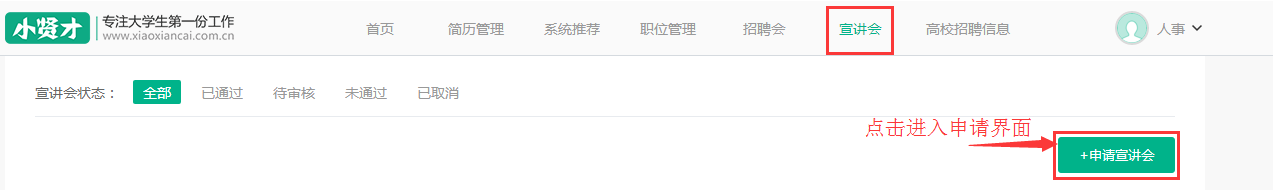 小贤才 专注大学生第一份工作
www.xiaoxiancai.com.cn
首页 简历管理 系统推荐 职位管理 招聘会 宣讲会 高校招聘信息 人事
宣讲会状态： 全部 已通过 待审核 未通过 已取消
点击进入申请界面
+申请宣讲会